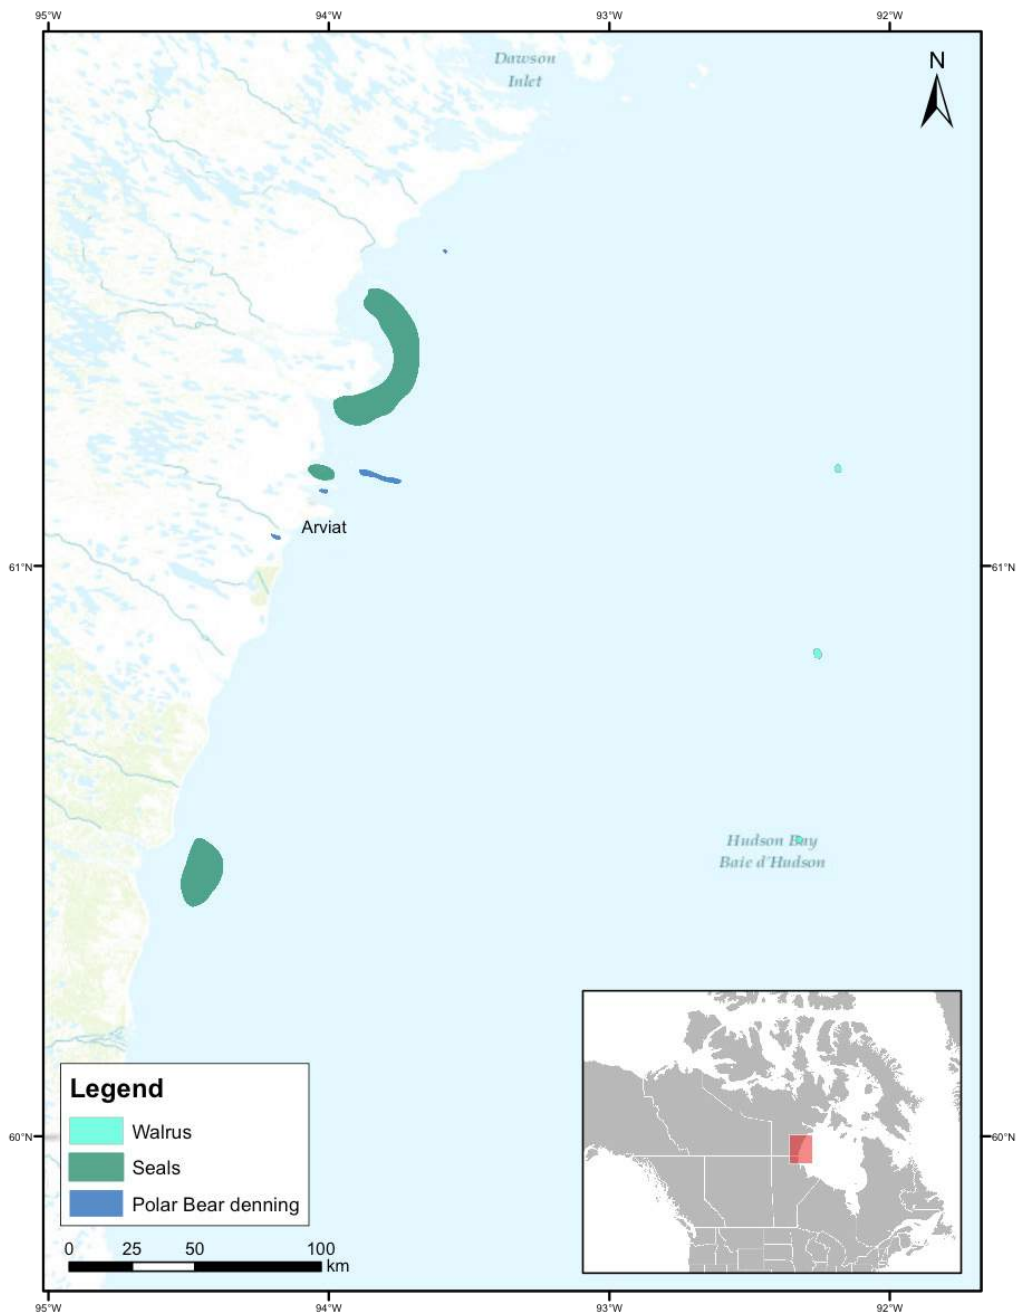 95°W 94°W 93°W 92°W
Dawson
Inlet
N
Arviat
61°N 61°N
Hudson Bay
Baie d'Hudson
Legend
Walrus
Seals
Polar Bear denning
60°N 60°N
0 25 50 100
km
95°W 94°W 93°W 92°W